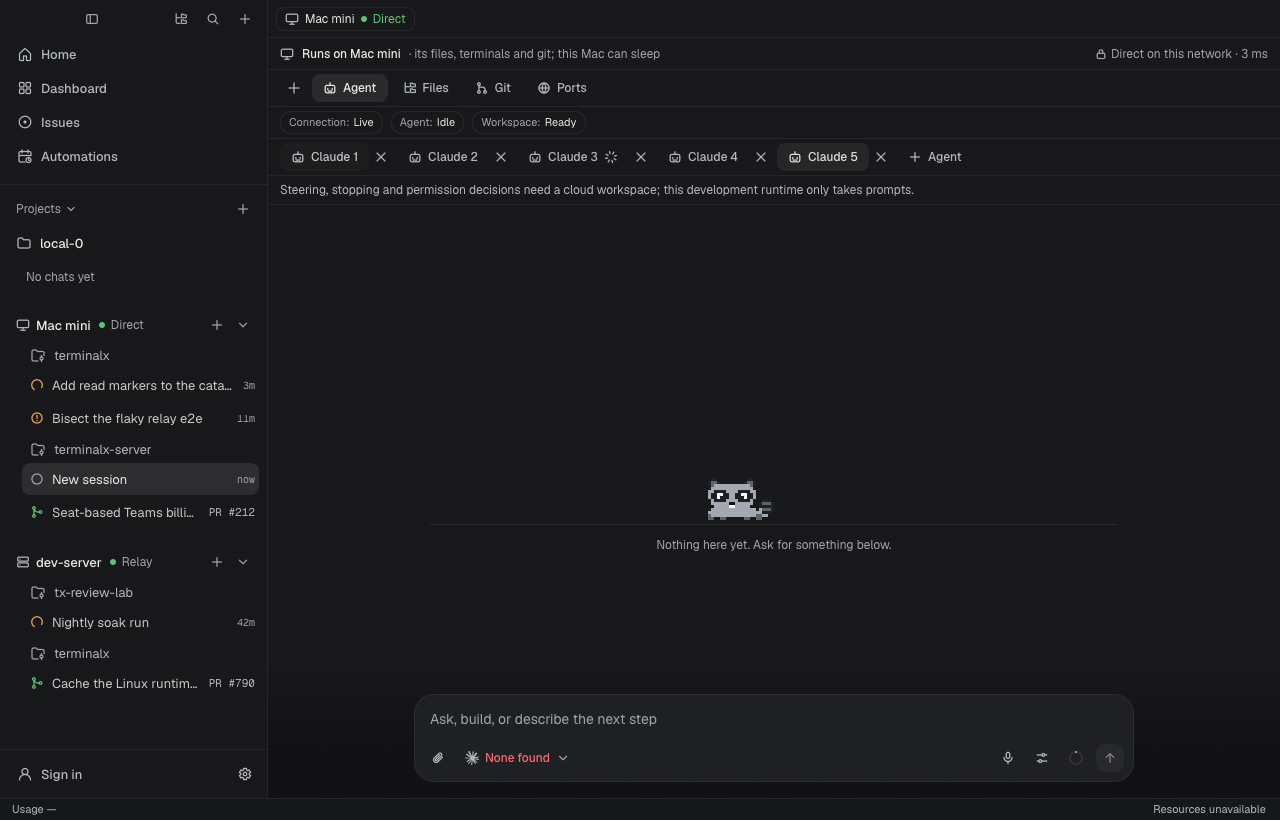 Mac mini Direct
Home
Dashboard
Issues
Automations
Projects
local-0
No chats yet
Mac mini Direct
terminalx
Add read markers to the cata... 3m
Bisect the flaky relay e2e 11m
terminalx-server
New session now
Seat-based Teams billi... PR #212
dev-server Relay
tx-review-lab
Nightly soak run 42m
terminalx
Cache the Linux runtim... PR #790
Sign in
Runs on Mac mini · its files, terminals and git; this Mac can sleep
Direct on this network · 3 ms
Agent Files Git Ports
Connection: Live Agent: Idle Workspace: Ready
Claude 1 Claude 2 Claude 3 Claude 4 Claude 5 Agent
Steering, stopping and permission decisions need a cloud workspace; this development runtime only takes prompts.
Nothing here yet. Ask for something below.
Ask, build, or describe the next step
None found
Usage —
Resources unavailable